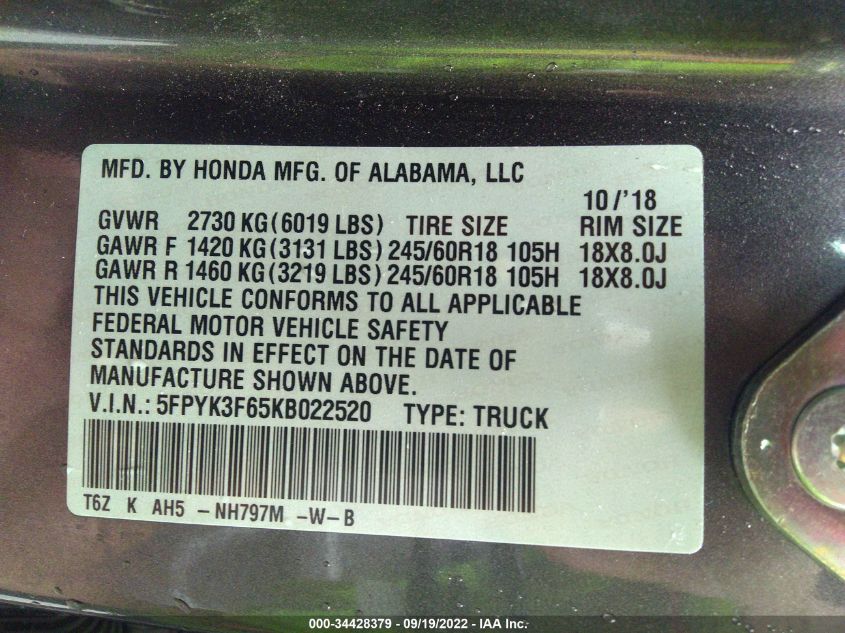 MFD. BY HONDA MFG. OF ALABAMA, LLC
10/'18
GVWR 2730 KG(6019 LBS) TIRE SIZE RIM SIZE
GAWR F 1420 KG(3131 LBS) 245/60R18 105H 18X8.0J
GAWR R 1460 KG(3219 LBS) 245/60R18 105H 18X8.0J
THIS VEHICLE CONFORMS TO ALL APPLICABLE
FEDERAL MOTOR VEHICLE SAFETY
STANDARDS IN EFFECT ON THE DATE OF
MANUFACTURE SHOWN ABOVE.
V.I.N.: 5FPYK3F65KB022520 TYPE: TRUCK
T6Z K AH5 -NH797M -W-B
000-34428379 - 09/19/2022 - IAA Inc.